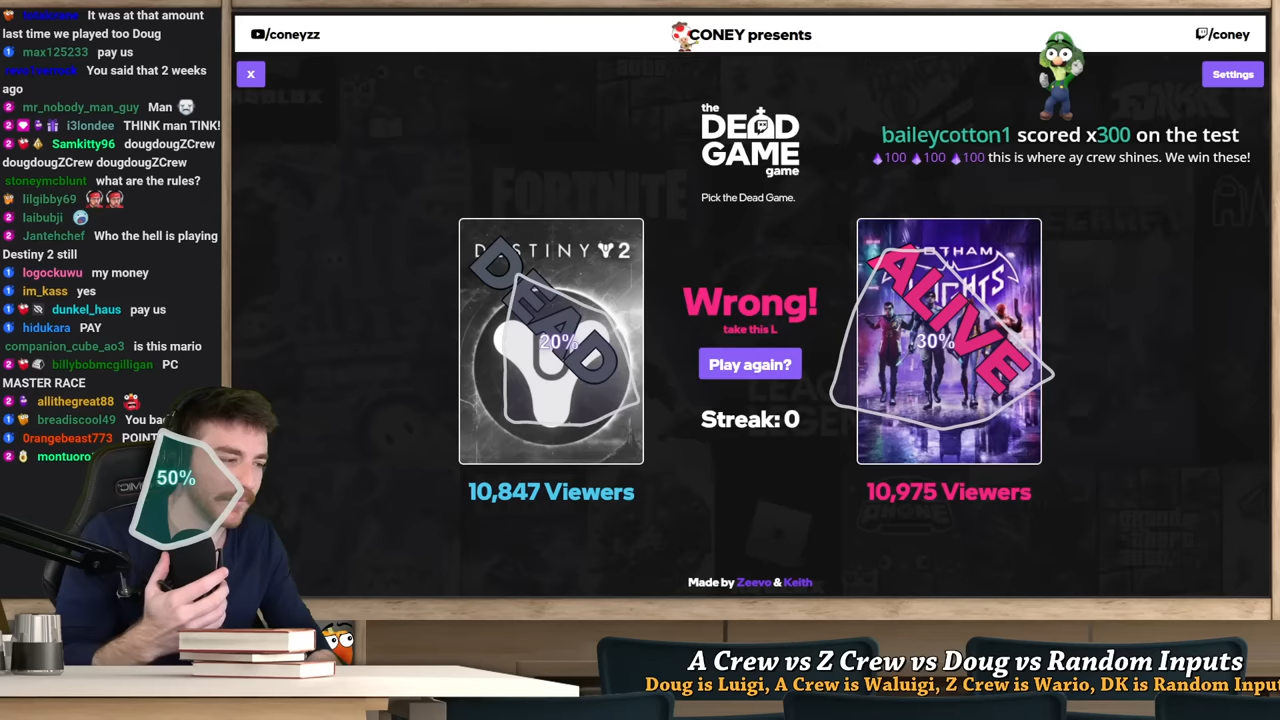 It was at that amount
last time we played too Doug
max125233 pay us
You said that 2 weeks
ago
mr_nobody_man_guy Man
i3londee THINK man TINK!
Samkitty96 dougdougZCrew
dougdougZCrew dougdougZCrew
stoneymcblunt what are the rules?
lilgibby69
laibubji
Jantehchef Who the hell is playing
Destiny 2 still
logockuwu my money
im_kass yes
dunkel_haus pay us
hidukara PAY
companion_cube_ao3 is this mario
billybobmcgilligan PC
MASTER RACE
allithegreat88
breadiscool49 You bac
0rangebeast773 POINT
montuoro
50%
/coneyzz
CONEY presents
/coney
X
Settings
the
DEAD
GAME
game
Pick the Dead Game.
baileycotton1 scored x300 on the test
100 100 100 this is where ay crew shines. We win these!
DESTINY 2
DEAD
20%
Wrong!
take this L
Play again?
Streak: 0
GOTHAM
KNIGHTS
ALIVE
30%
10,847 Viewers
10,975 Viewers
FORTNITE
Made by Zeevo & Keith
A Crew vs Z Crew vs Doug vs Random Inputs
Doug is Luigi, A Crew is Waluigi, Z Crew is Wario, DK is Random Input